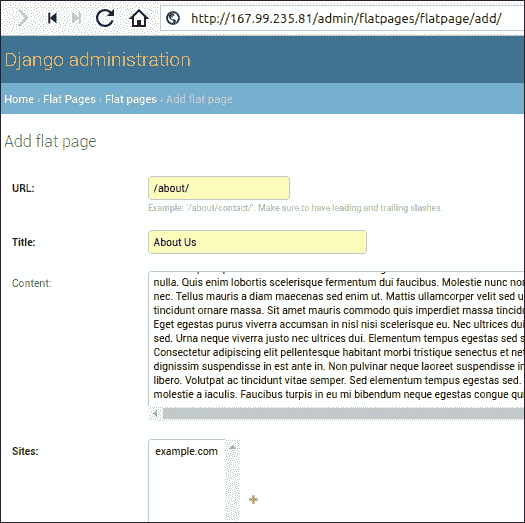 http://167.99.235.81/admin/flatpages/flatpage/add/
Django administration
Home › Flat Pages › Flat pages › Add flat page
Add flat page
URL:
/about/
Example: '/about/contact/'. Make sure to have leading and trailing slashes.
Title:
About Us
Content:
nulla. Quis enim lobortis scelerisque fermentum dui faucibus. Molestie nunc non
nec. Tellus mauris a diam maecenas sed enim ut. Mattis ullamcorper velit sed u
tincidunt ornare massa. Sit amet mauris commodo quis imperdiet massa tincidu
Eget egestas purus viverra accumsan in nisl nisi scelerisque eu. Nec ultrices dui
sed. Urna neque viverra justo nec ultrices dui. Elementum tempus egestas sed s
Consectetur adipiscing elit pellentesque habitant morbi tristique senectus et net
dignissim suspendisse in est ante in. Non pulvinar neque laoreet suspendisse in
libero. Volutpat ac tincidunt vitae semper. Sed elementum tempus egestas sed.
molestie a iaculis. Faucibus turpis in eu mi bibendum neque egestas congue qui
Sites:
example.com